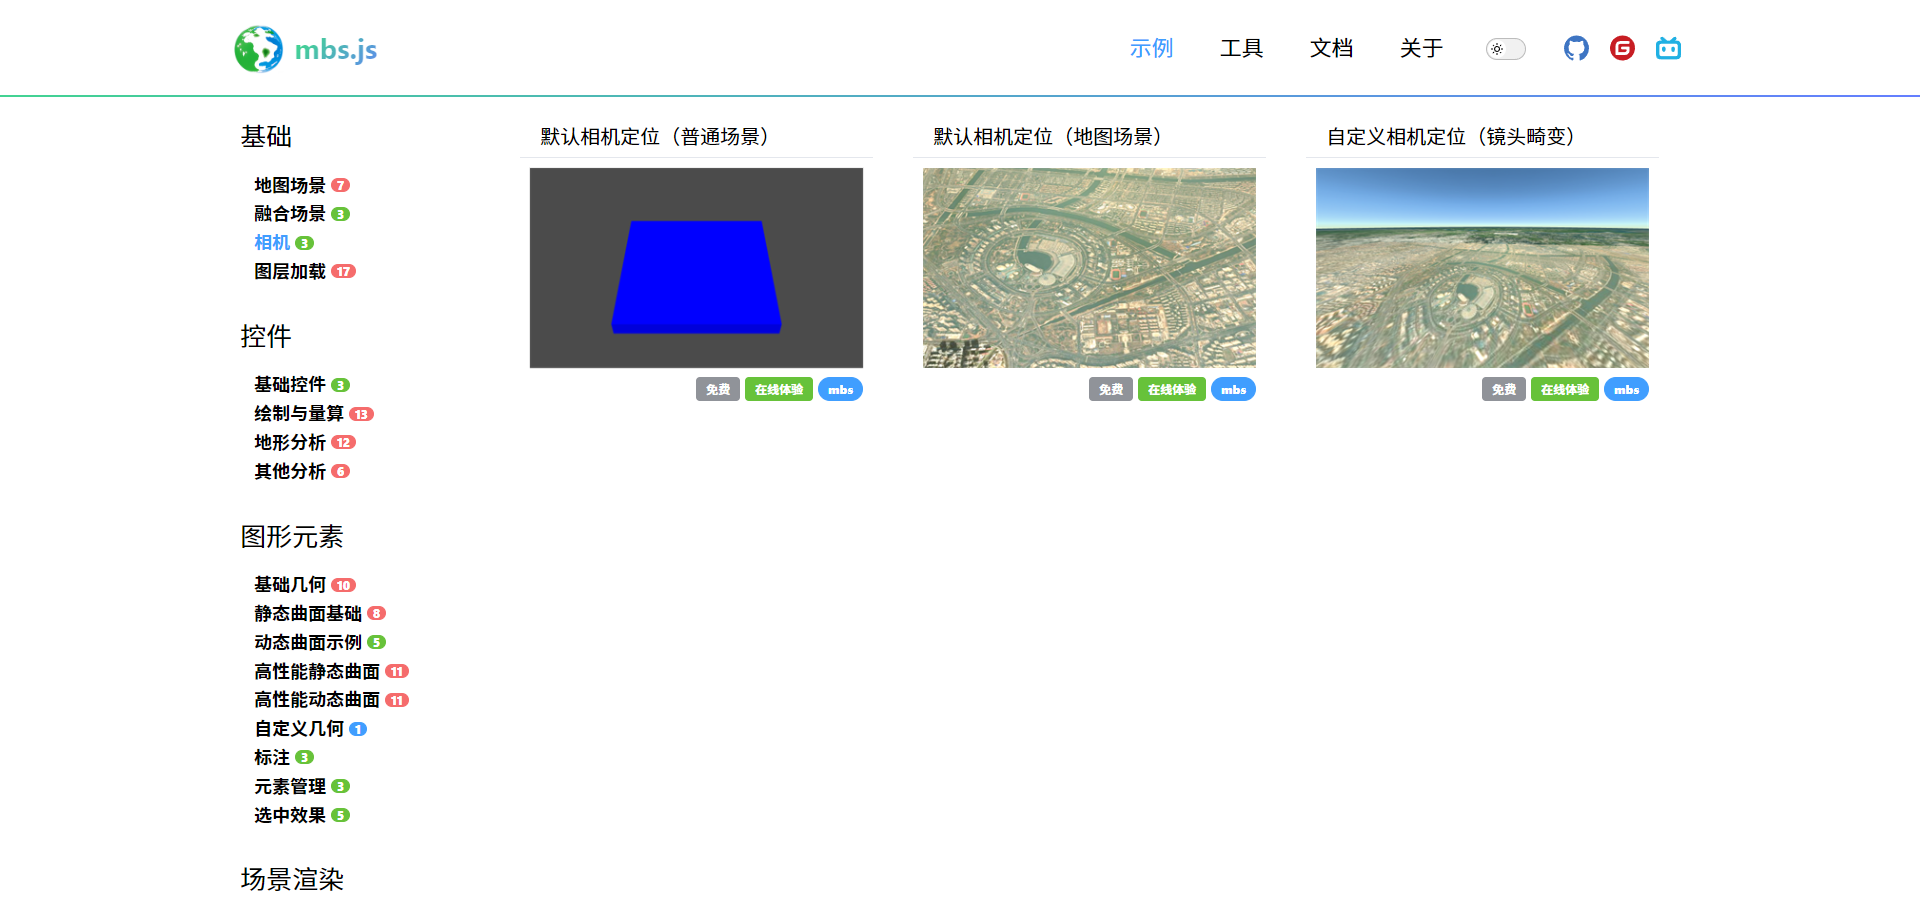 mbs.js
示例 工具 文档 关于
基础
地图场景 7
融合场景 3
相机 3
图层加载 17
控件
基础控件 3
绘制与量算 13
地形分析 12
其他分析 6
图形元素
基础几何 10
静态曲面基础 8
动态曲面示例 5
高性能静态曲面 11
高性能动态曲面 11
自定义几何 1
标注 3
元素管理 3
选中效果 5
场景渲染
默认相机定位（普通场景）
免费 在线体验 mbs
默认相机定位（地图场景）
免费 在线体验 mbs
自定义相机定位（镜头畸变）
免费 在线体验 mbs